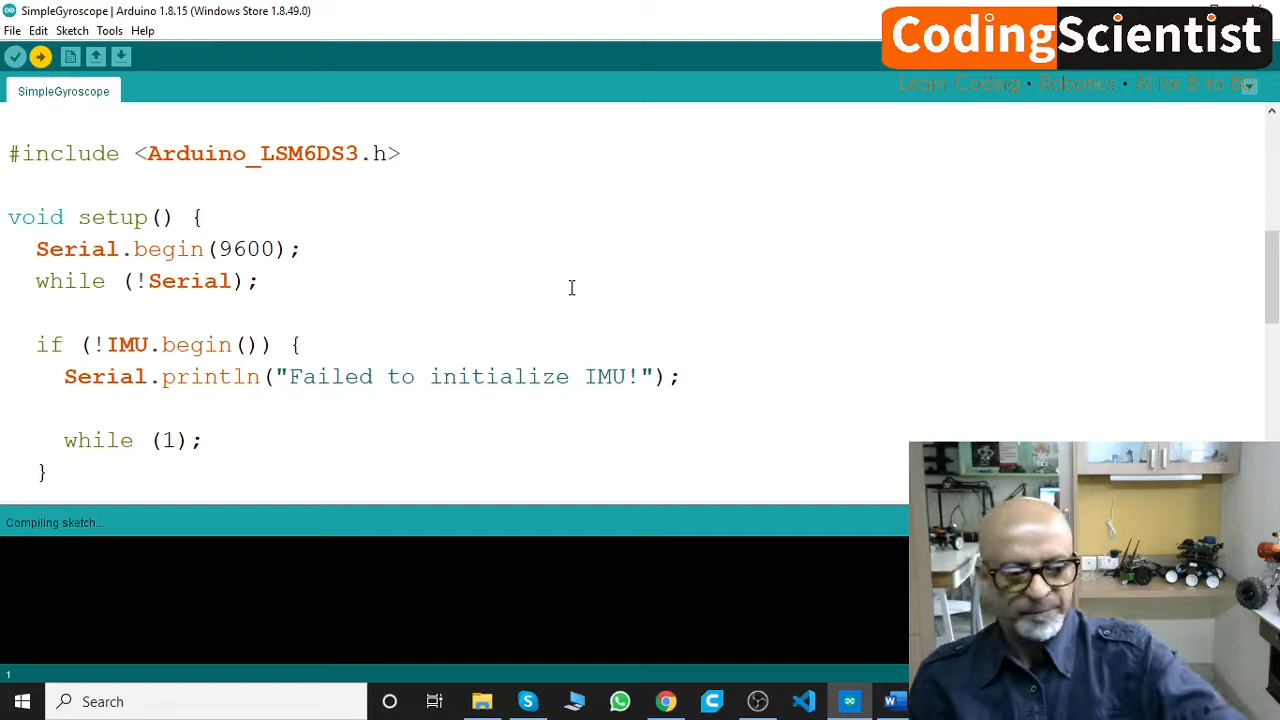 SimpleGyroscope | Arduino 1.8.15 (Windows Store 1.8.49.0)
File Edit Sketch Tools Help
CodingScientist
Learn Coding • Robotics • AI for 8 to 80
SimpleGyroscope
#include <Arduino_LSM6DS3.h>
void setup() {
Serial.begin(9600);
while (!Serial);
if (!IMU.begin()) {
Serial.println("Failed to initialize IMU!");
while (1);
}
Compiling sketch...
1
Search